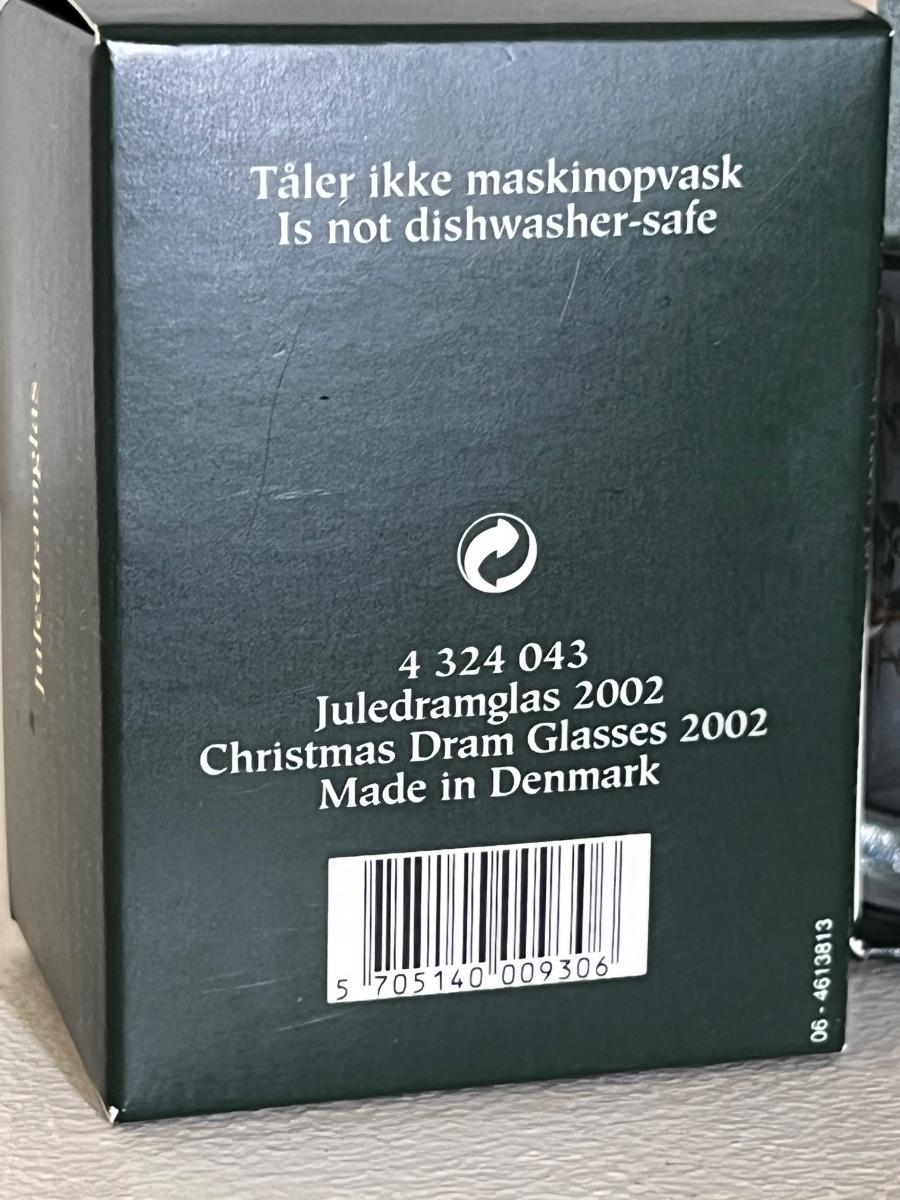 Tåler ikke maskinopvask
Is not dishwasher-safe
4 324 043
Juledramglas 2002
Christmas Dram Glasses 2002
Made in Denmark
5 705140 009306
06 - 4613813
Juledramglas